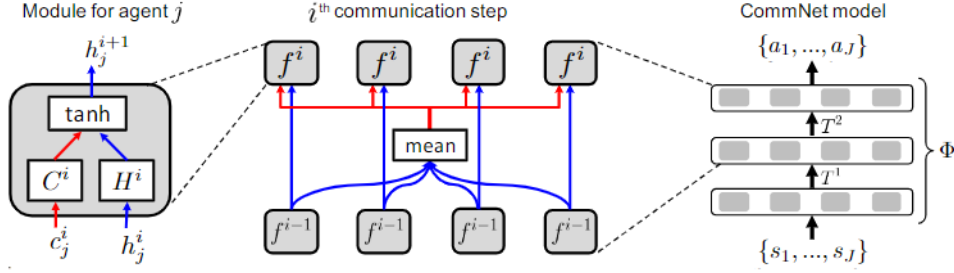 Module for agent j
h_j^{i+1}
tanh
C^i H^i
c_j^i h_j^i
i^{th} communication step
f^i f^i f^i f^i
mean
f^{i-1} f^{i-1} f^{i-1} f^{i-1}
CommNet model
{a_1, ..., a_J}
T^2
T^1
Φ
{s_1, ..., s_J}